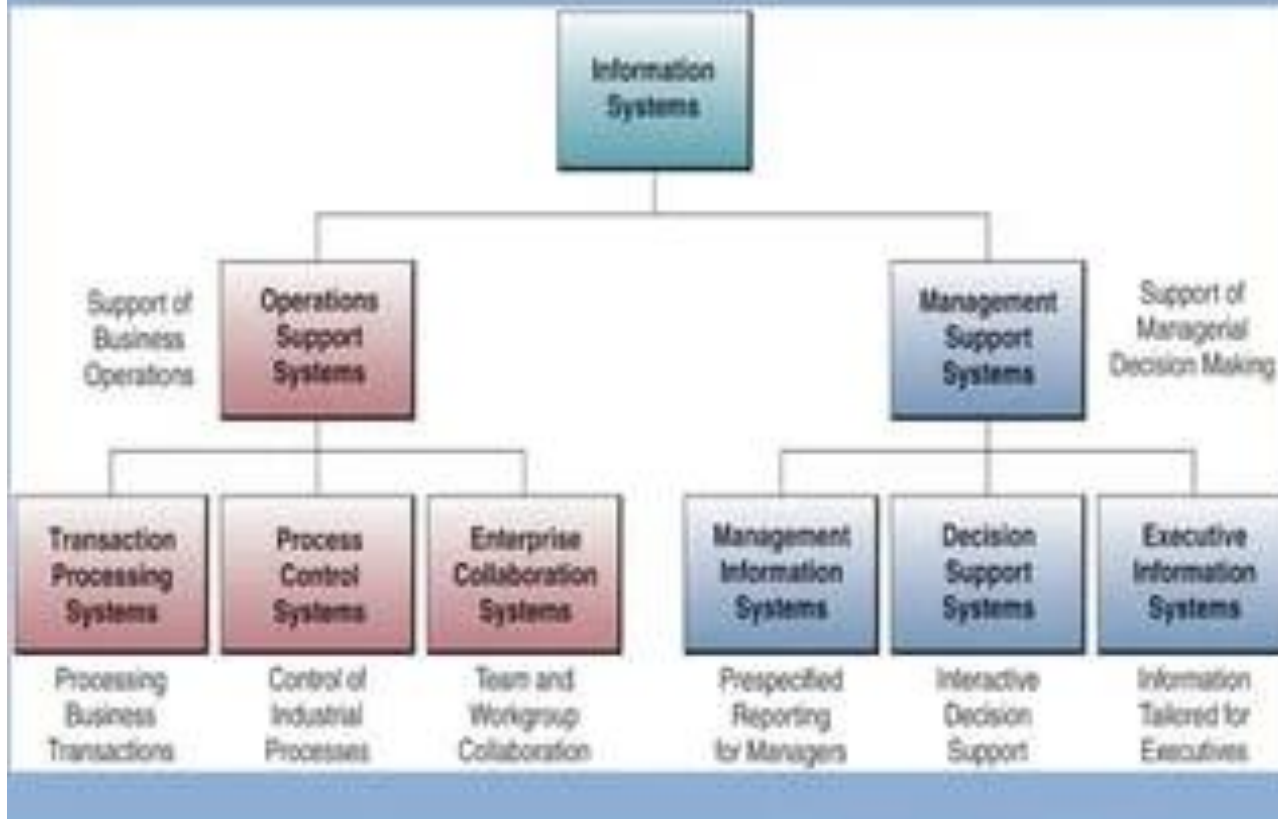 Information
Systems
Support of
Business
Operations
Operations
Support
Systems
Management
Support
Systems
Support of
Managerial
Decision Making
Transaction
Processing
Systems
Process
Control
Systems
Enterprise
Collaboration
Systems
Management
Information
Systems
Decision
Support
Systems
Executive
Information
Systems
Processing
Business
Transactions
Control of
Industrial
Processes
Team and
Workgroup
Collaboration
Prespecified
Reporting
for Managers
Interactive
Decision
Support
Information
Tailored for
Executives